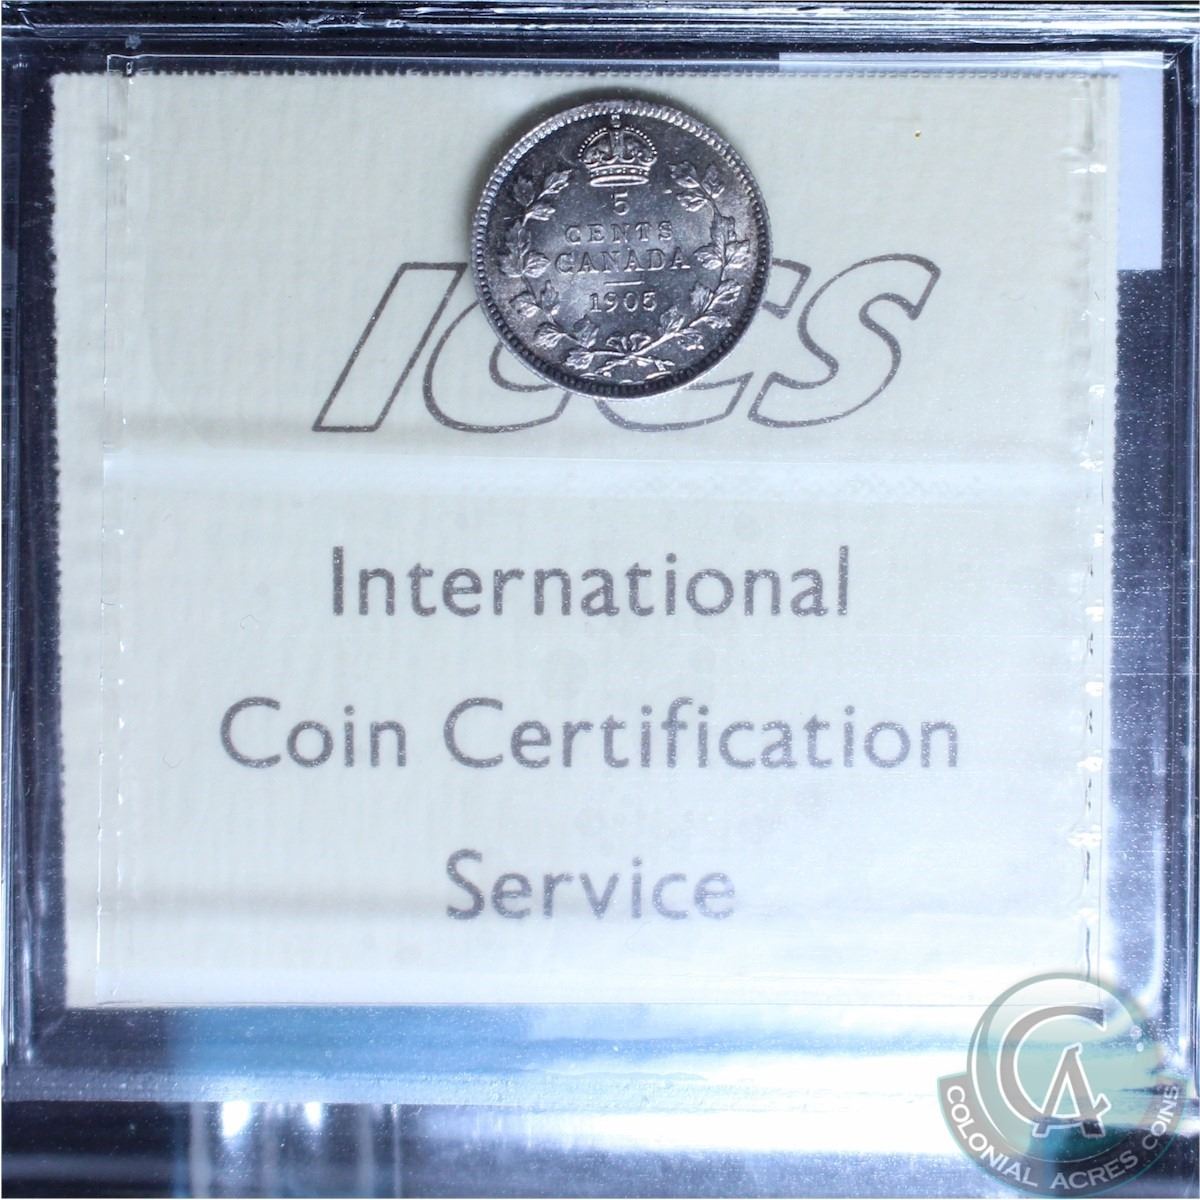 5
CENTS
CANADA
1905
ICCS
International
Coin Certification
Service
CA
COLONIAL ACRES COINS